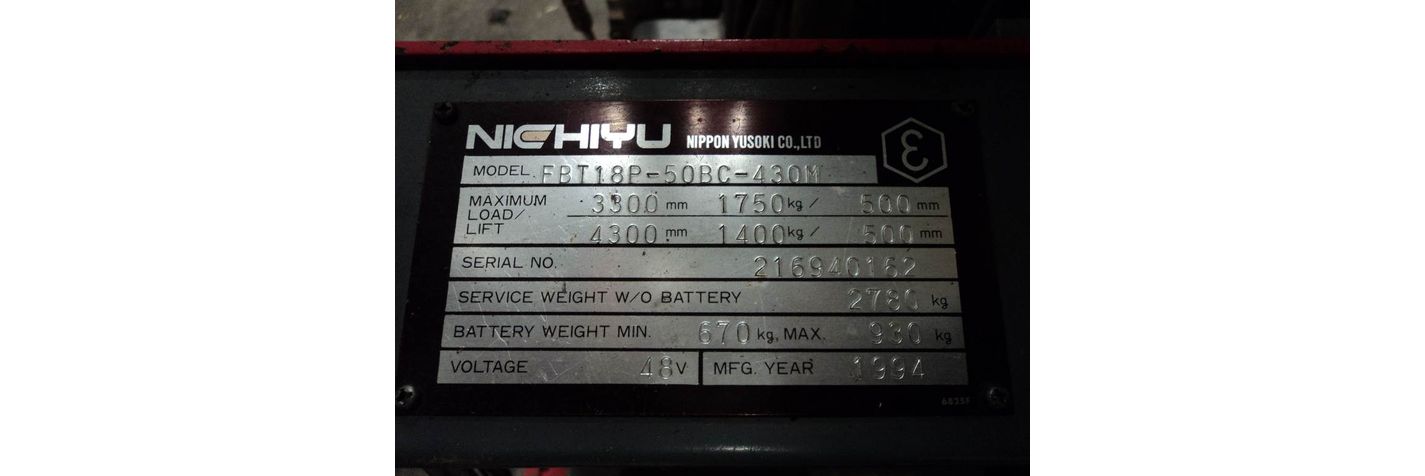 NICHIYU NIPPON YUSOKI CO.,LTD
ε
MODEL. FBT18P-50BC-430M
MAXIMUM LOAD/ LIFT
3300 mm 1750 kg/ 500 mm
4300 mm 1400 kg/ 500 mm
SERIAL NO. 216940162
SERVICE WEIGHT W/O BATTERY 2780 kg
BATTERY WEIGHT MIN. 670 kg, MAX. 930 kg
VOLTAGE 48 V MFG. YEAR 1994